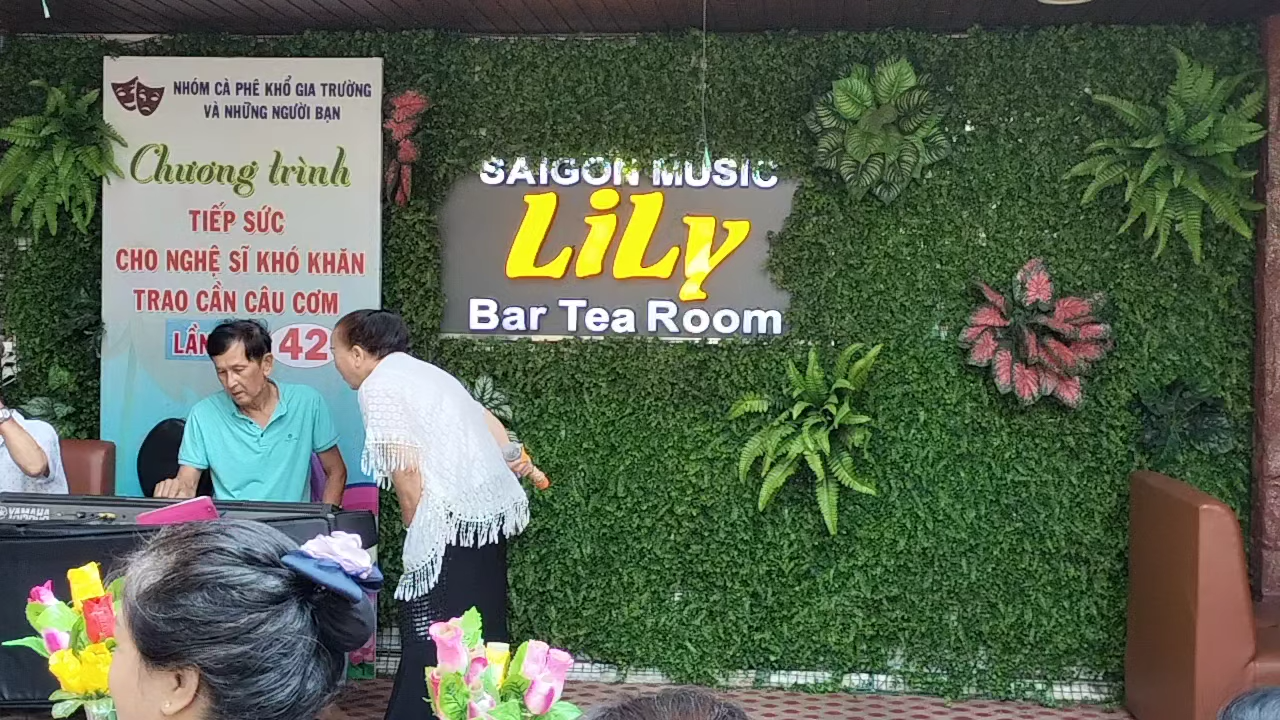 NHÓM CÀ PHÊ KHỔ GIA TRƯỜNG
VÀ NHỮNG NGƯỜI BẠN
Chương trình
TIẾP SỨC
CHO NGHỆ SĨ KHÓ KHĂN
TRAO CẦN CÂU CƠM
LẦN 42
SAIGON MUSIC
LiLy
Bar Tea Room
YAMAHA